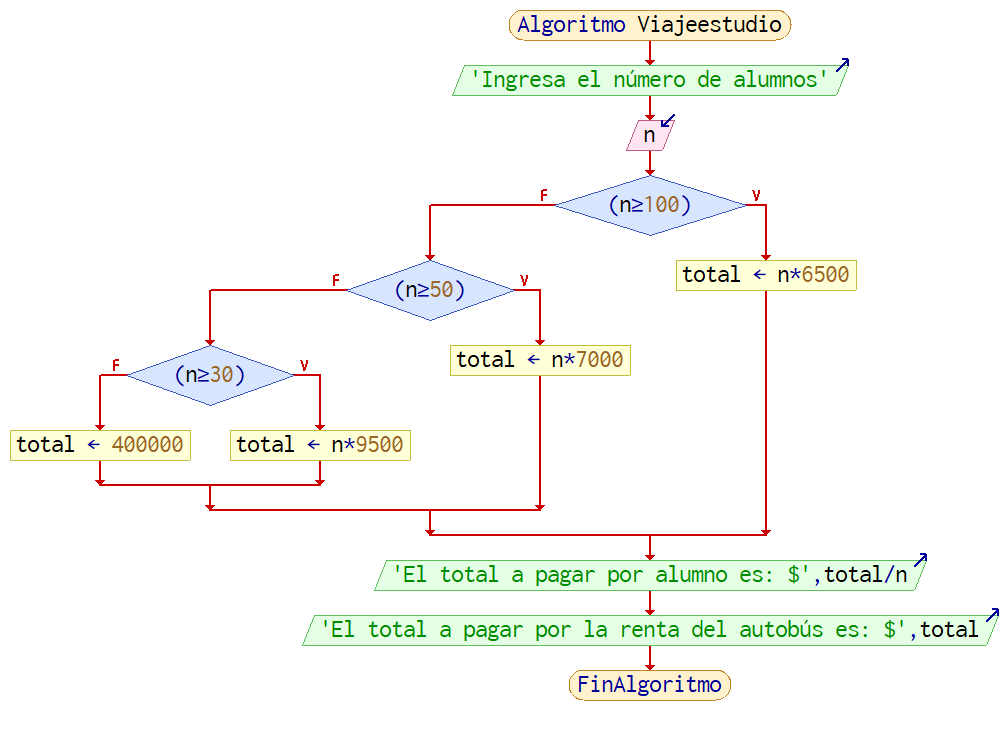 Algoritmo Viajeestudio
'Ingresa el número de alumnos'
n
(n≥100)
F
V
(n≥50)
F
V
total ← n*6500
(n≥30)
F
V
total ← n*7000
total ← 400000
total ← n*9500
'El total a pagar por alumno es: $',total/n
'El total a pagar por la renta del autobús es: $',total
FinAlgoritmo